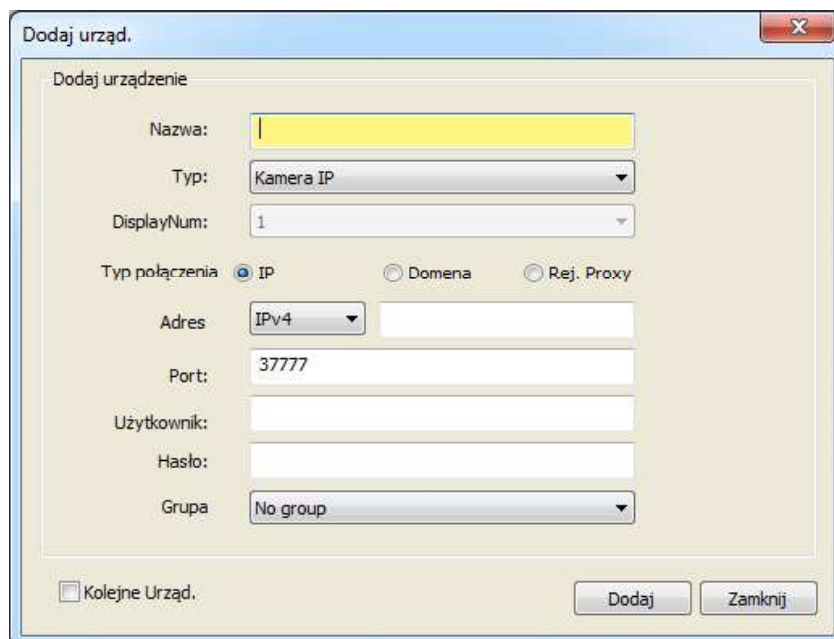 Dodaj urząd.
Dodaj urządzenie
Nazwa:
Typ: Kamera IP
DisplayNum: 1
Typ połączenia IP Domena Rej. Proxy
Adres IPv4
Port: 37777
Użytkownik:
Hasło:
Grupa No group
Kolejne Urząd. Dodaj Zamknij